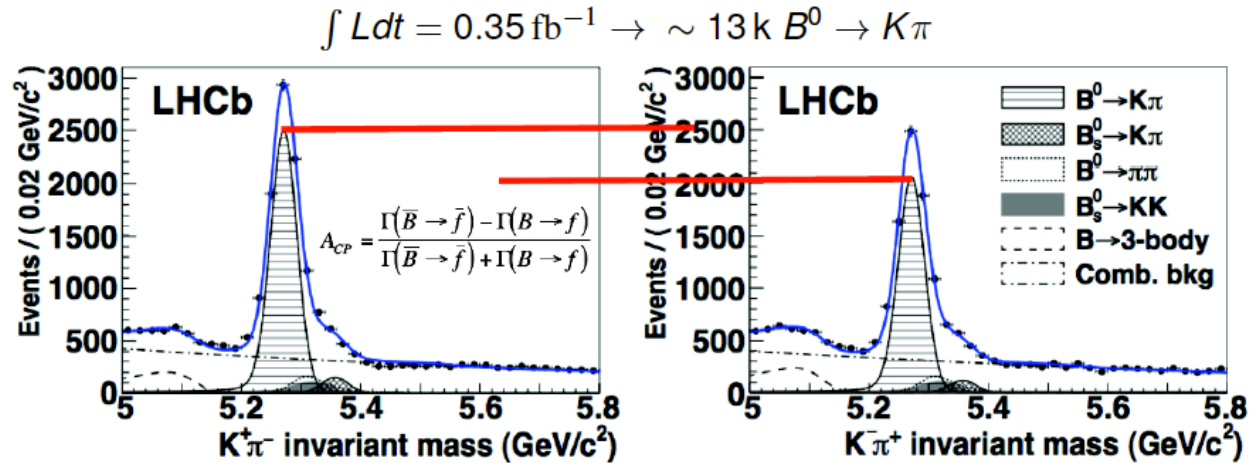 ∫ Ldt = 0.35 fb⁻¹ → ∼ 13 k B⁰ → Kπ
LHCb
Events / ( 0.02 GeV/c² )
3000
2500
2000
1500
1000
500
0
A_CP = (Γ(B̄ → f̄) − Γ(B → f)) / (Γ(B̄ → f̄) + Γ(B → f))
5 5.2 5.4 5.6 5.8
K⁺π⁻ invariant mass (GeV/c²)
LHCb
Events / ( 0.02 GeV/c² )
3000
2500
2000
1500
1000
500
0
B⁰→Kπ
B⁰ₛ→Kπ
B⁰→ππ
B⁰ₛ→KK
B→3-body
Comb. bkg
5 5.2 5.4 5.6 5.8
K⁻π⁺ invariant mass (GeV/c²)